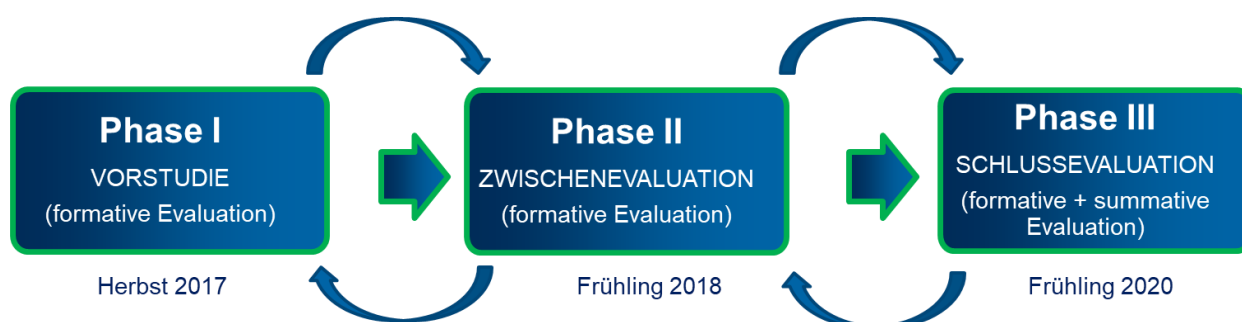 Phase I
VORSTUDIE
(formative Evaluation)
Herbst 2017
Phase II
ZWISCHENEVALUATION
(formative Evaluation)
Frühling 2018
Phase III
SCHLUSSEVALUATION
(formative + summative
Evaluation)
Frühling 2020